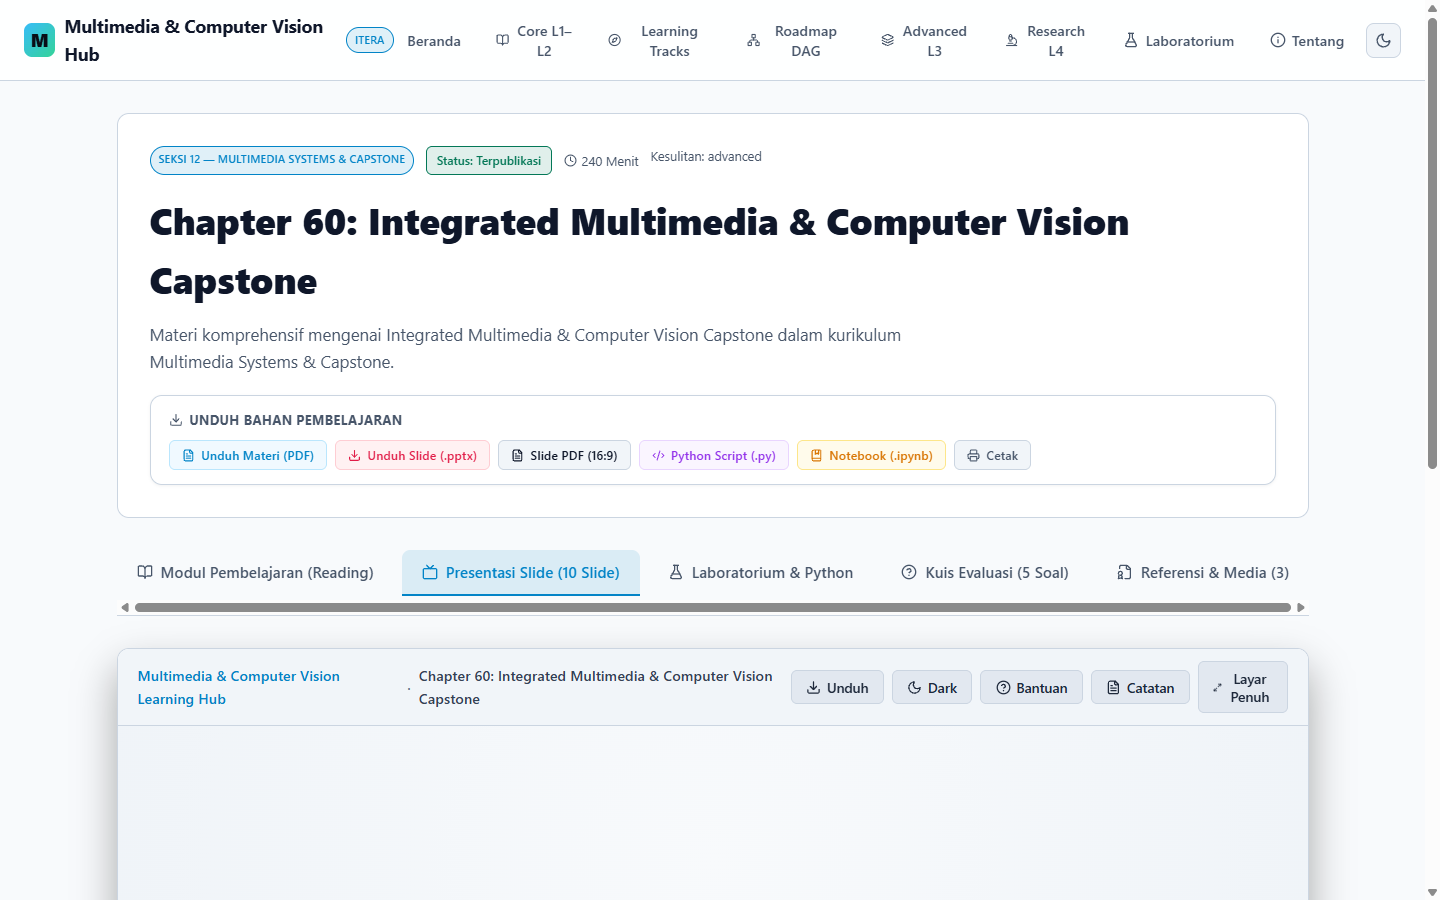 M
Multimedia & Computer Vision
Hub
ITERA
Beranda
Core L1–
L2
Learning
Tracks
Roadmap
DAG
Advanced
L3
Research
L4
Laboratorium
Tentang
SEKSI 12 — MULTIMEDIA SYSTEMS & CAPSTONE
Status: Terpublikasi
240 Menit
Kesulitan: advanced
Chapter 60: Integrated Multimedia & Computer Vision
Capstone
Materi komprehensif mengenai Integrated Multimedia & Computer Vision Capstone dalam kurikulum
Multimedia Systems & Capstone.
UNDUH BAHAN PEMBELAJARAN
Unduh Materi (PDF)
Unduh Slide (.pptx)
Slide PDF (16:9)
Python Script (.py)
Notebook (.ipynb)
Cetak
Modul Pembelajaran (Reading)
Presentasi Slide (10 Slide)
Laboratorium & Python
Kuis Evaluasi (5 Soal)
Referensi & Media (3)
Multimedia & Computer Vision
Learning Hub
·
Chapter 60: Integrated Multimedia & Computer Vision
Capstone
Unduh
Dark
Bantuan
Catatan
Layar
Penuh